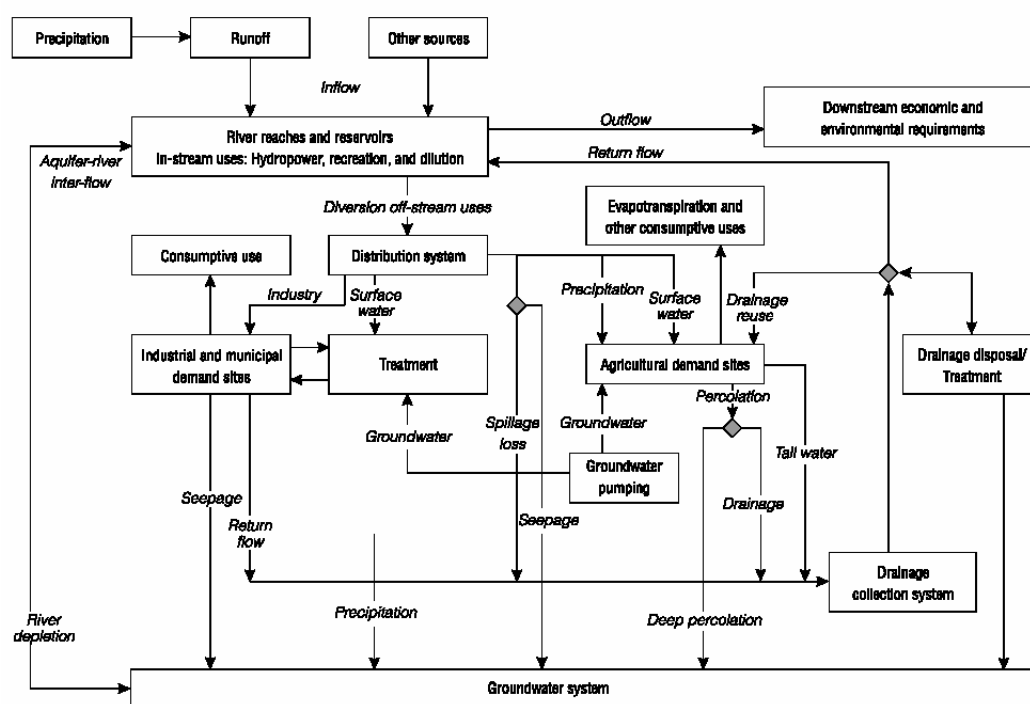 Precipitation
Runoff
Other sources
Inflow
River reaches and reservoirs
In-stream uses: Hydropower, recreation, and dilution
Outflow
Downstream economic and
environmental requirements
Return flow
Aquifer-river
inter-flow
Diversion off-stream uses
Evapotranspiration and
other consumptive uses
Consumptive use
Distribution system
Industry
Surface
water
Precipitation
Surface
water
Drainage
reuse
Industrial and municipal
demand sites
Treatment
Agricultural demand sites
Drainage disposal/
Treatment
Percolation
Groundwater
Spillage
loss
Groundwater
Tail water
Groundwater
pumping
Seepage
Return
flow
Seepage
Drainage
Drainage
collection system
Precipitation
Deep percolation
River
depletion
Groundwater system